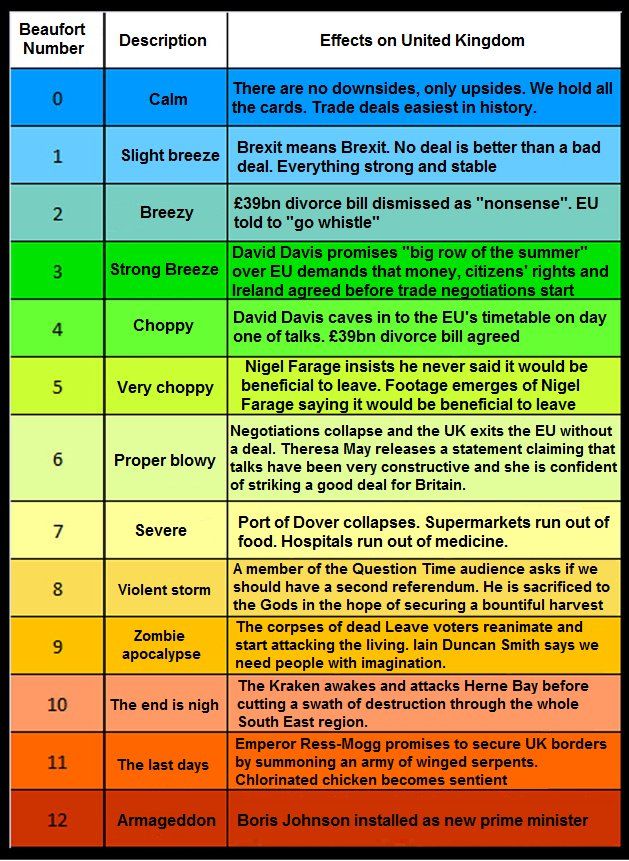 Beaufort
Number
Description
Effects on United Kingdom
0
Calm
There are no downsides, only upsides. We hold all
the cards. Trade deals easiest in history.
1
Slight breeze
Brexit means Brexit. No deal is better than a bad
deal. Everything strong and stable
2
Breezy
£39bn divorce bill dismissed as "nonsense". EU
told to "go whistle"
3
Strong Breeze
David Davis promises "big row of the summer"
over EU demands that money, citizens' rights and
Ireland agreed before trade negotiations start
4
Choppy
David Davis caves in to the EU's timetable on day
one of talks. £39bn divorce bill agreed
5
Very choppy
Nigel Farage insists he never said it would be
beneficial to leave. Footage emerges of Nigel
Farage saying it would be beneficial to leave
6
Proper blowy
Negotiations collapse and the UK exits the EU without
a deal. Theresa May releases a statement claiming that
talks have been very constructive and she is confident
of striking a good deal for Britain.
7
Severe
Port of Dover collapses. Supermarkets run out of
food. Hospitals run out of medicine.
8
Violent storm
A member of the Question Time audience asks if we
should have a second referendum. He is sacrificed to
the Gods in the hope of securing a bountiful harvest
9
Zombie
apocalypse
The corpses of dead Leave voters reanimate and
start attacking the living. Iain Duncan Smith says we
need people with imagination.
10
The end is nigh
The Kraken awakes and attacks Herne Bay before
cutting a swath of destruction through the whole
South East region.
11
The last days
Emperor Ress-Mogg promises to secure UK borders
by summoning an army of winged serpents.
Chlorinated chicken becomes sentient
12
Armageddon
Boris Johnson installed as new prime minister